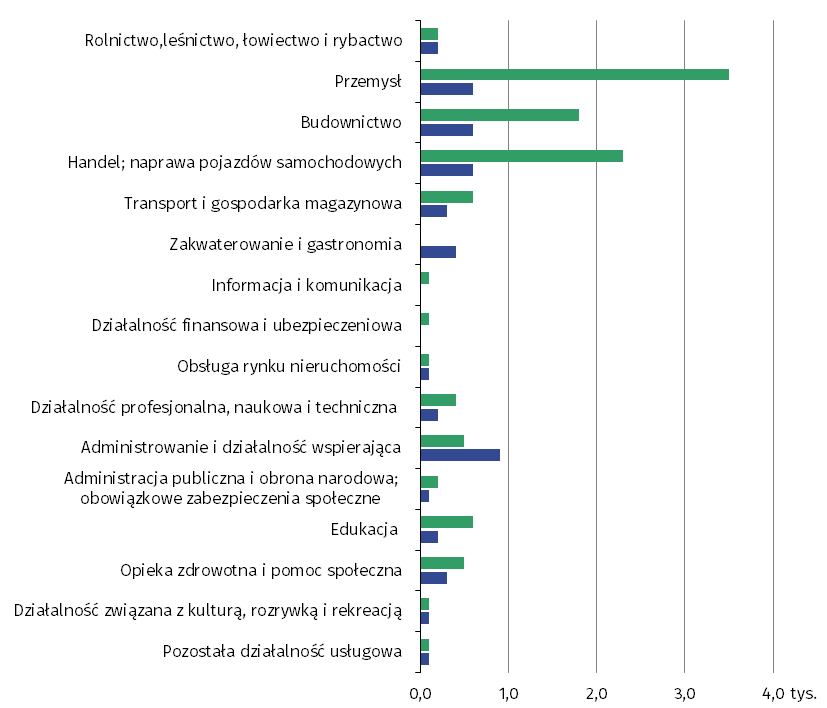 Rolnictwo,leśnictwo, łowiectwo i rybactwo
Przemysł
Budownictwo
Handel; naprawa pojazdów samochodowych
Transport i gospodarka magazynowa
Zakwaterowanie i gastronomia
Informacja i komunikacja
Działalność finansowa i ubezpieczeniowa
Obsługa rynku nieruchomości
Działalność profesjonalna, naukowa i techniczna
Administrowanie i działalność wspierająca
Administracja publiczna i obrona narodowa;
obowiązkowe zabezpieczenia społeczne
Edukacja
Opieka zdrowotna i pomoc społeczna
Działalność związana z kulturą, rozrywką i rekreacją
Pozostała działalność usługowa
0,0 1,0 2,0 3,0 4,0 tys.